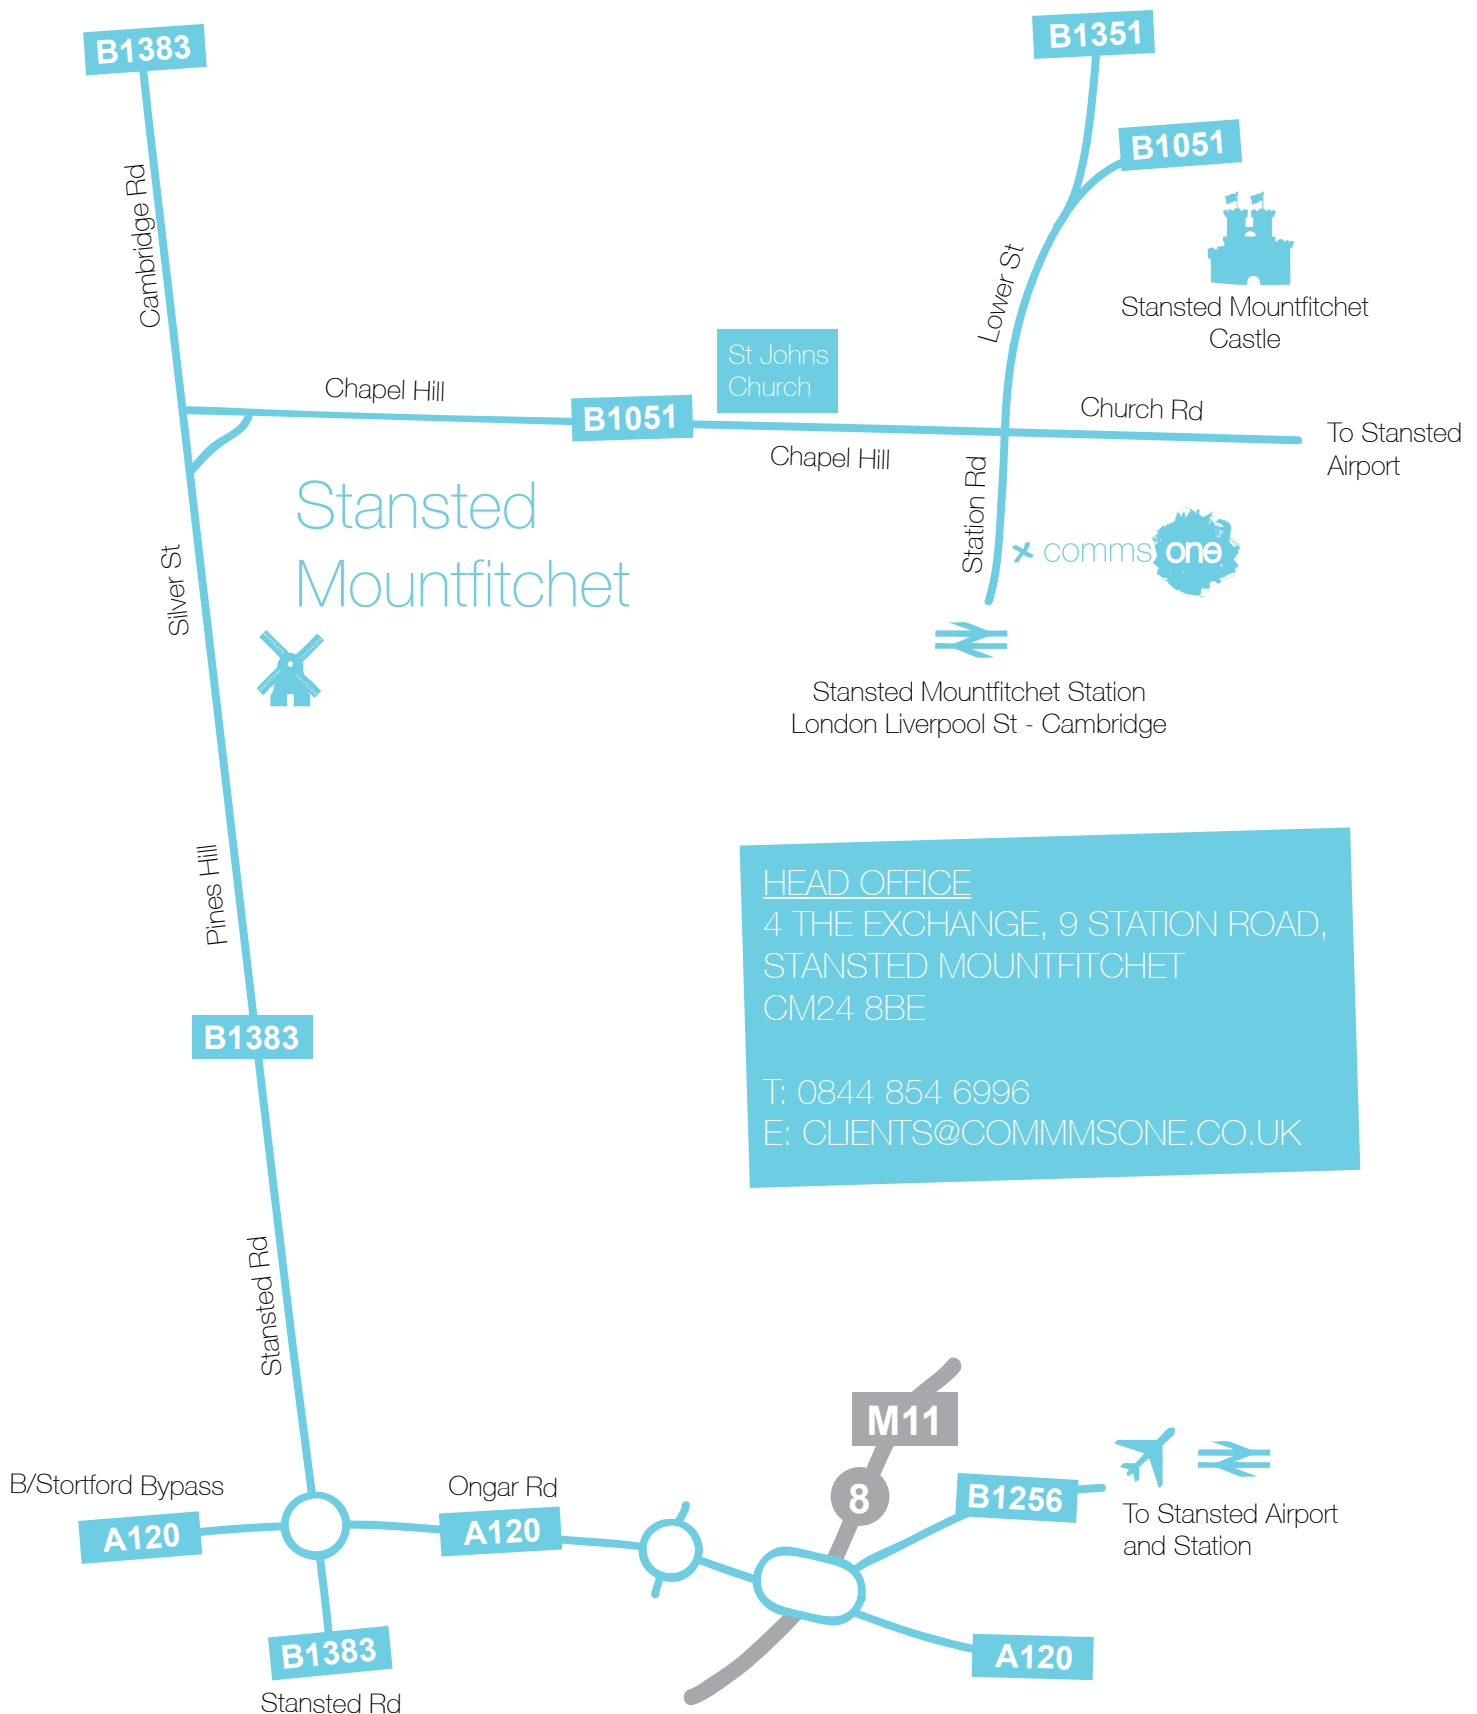 B1383
B1351
B1051
Cambridge Rd
Lower St
Stansted Mountfitchet
Castle
St Johns
Church
Chapel Hill
B1051
Church Rd
To Stansted
Airport
Chapel Hill
Station Rd
Stansted
Mountfitchet
comms one
Silver St
Stansted Mountfitchet Station
London Liverpool St - Cambridge
Pines Hill
HEAD OFFICE
4 THE EXCHANGE, 9 STATION ROAD,
STANSTED MOUNTFITCHET
CM24 8BE
T: 0844 854 6996
E: CLIENTS@COMMMSONE.CO.UK
B1383
Stansted Rd
M11
8
B/Stortford Bypass
A120
Ongar Rd
A120
B1256
To Stansted Airport
and Station
B1383
A120
Stansted Rd